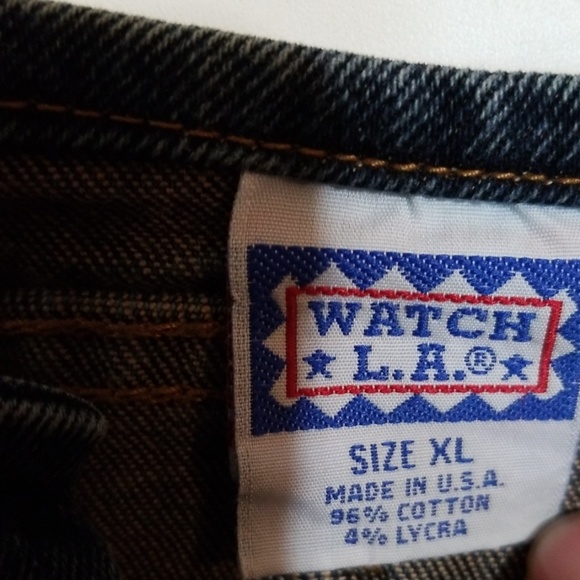 WATCH
L.A.®
SIZE XL
MADE IN U.S.A.
96% COTTON
4% LYCRA